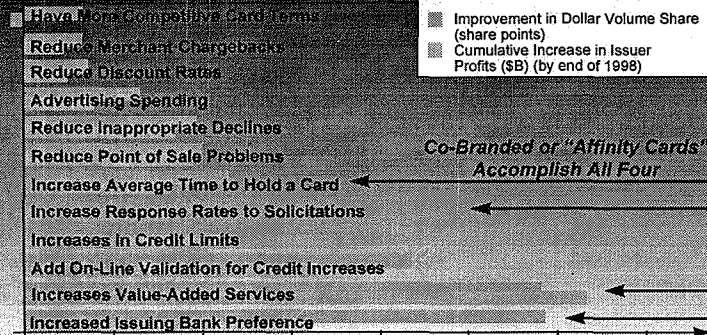 Have More Competitive Card Terms
Reduce Merchant Chargebacks
Reduce Discount Rates
Advertising Spending
Reduce Inappropriate Declines
Reduce Point of Sale Problems
Increase Average Time to Hold a Card
Increase Response Rates to Solicitations
Increases in Credit Limits
Add On-Line Validation for Credit Increases
Increases Value-Added Services
Increased Issuing Bank Preference
Improvement in Dollar Volume Share
(share points)
Cumulative Increase in Issuer
Profits ($B) (by end of 1998)
Co-Branded or "Affinity Cards"
Accomplish All Four